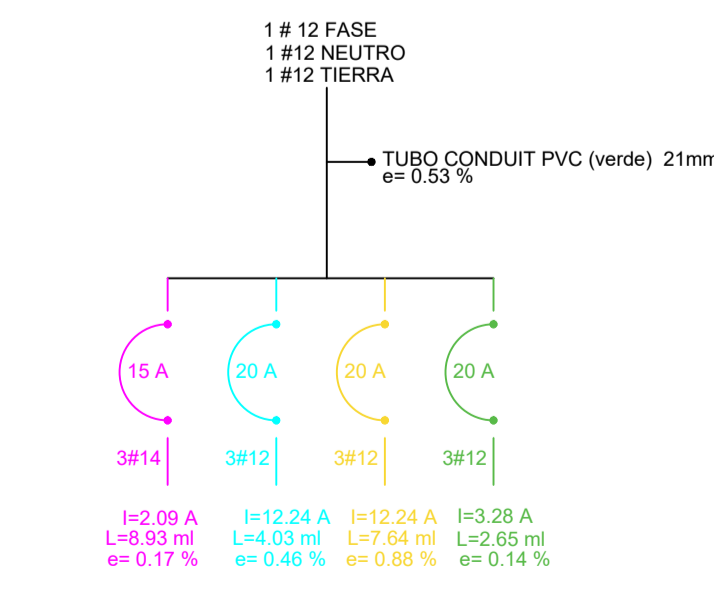 1 # 12 FASE
1 #12 NEUTRO
1 #12 TIERRA
TUBO CONDUIT PVC (verde) 21mm
e= 0.53 %
15 A 20 A 20 A 20 A
3#14 3#12 3#12 3#12
I=2.09 A I=12.24 A I=12.24 A I=3.28 A
L=8.93 ml L=4.03 ml L=7.64 ml L=2.65 ml
e= 0.17 % e= 0.46 % e= 0.88 % e= 0.14 %